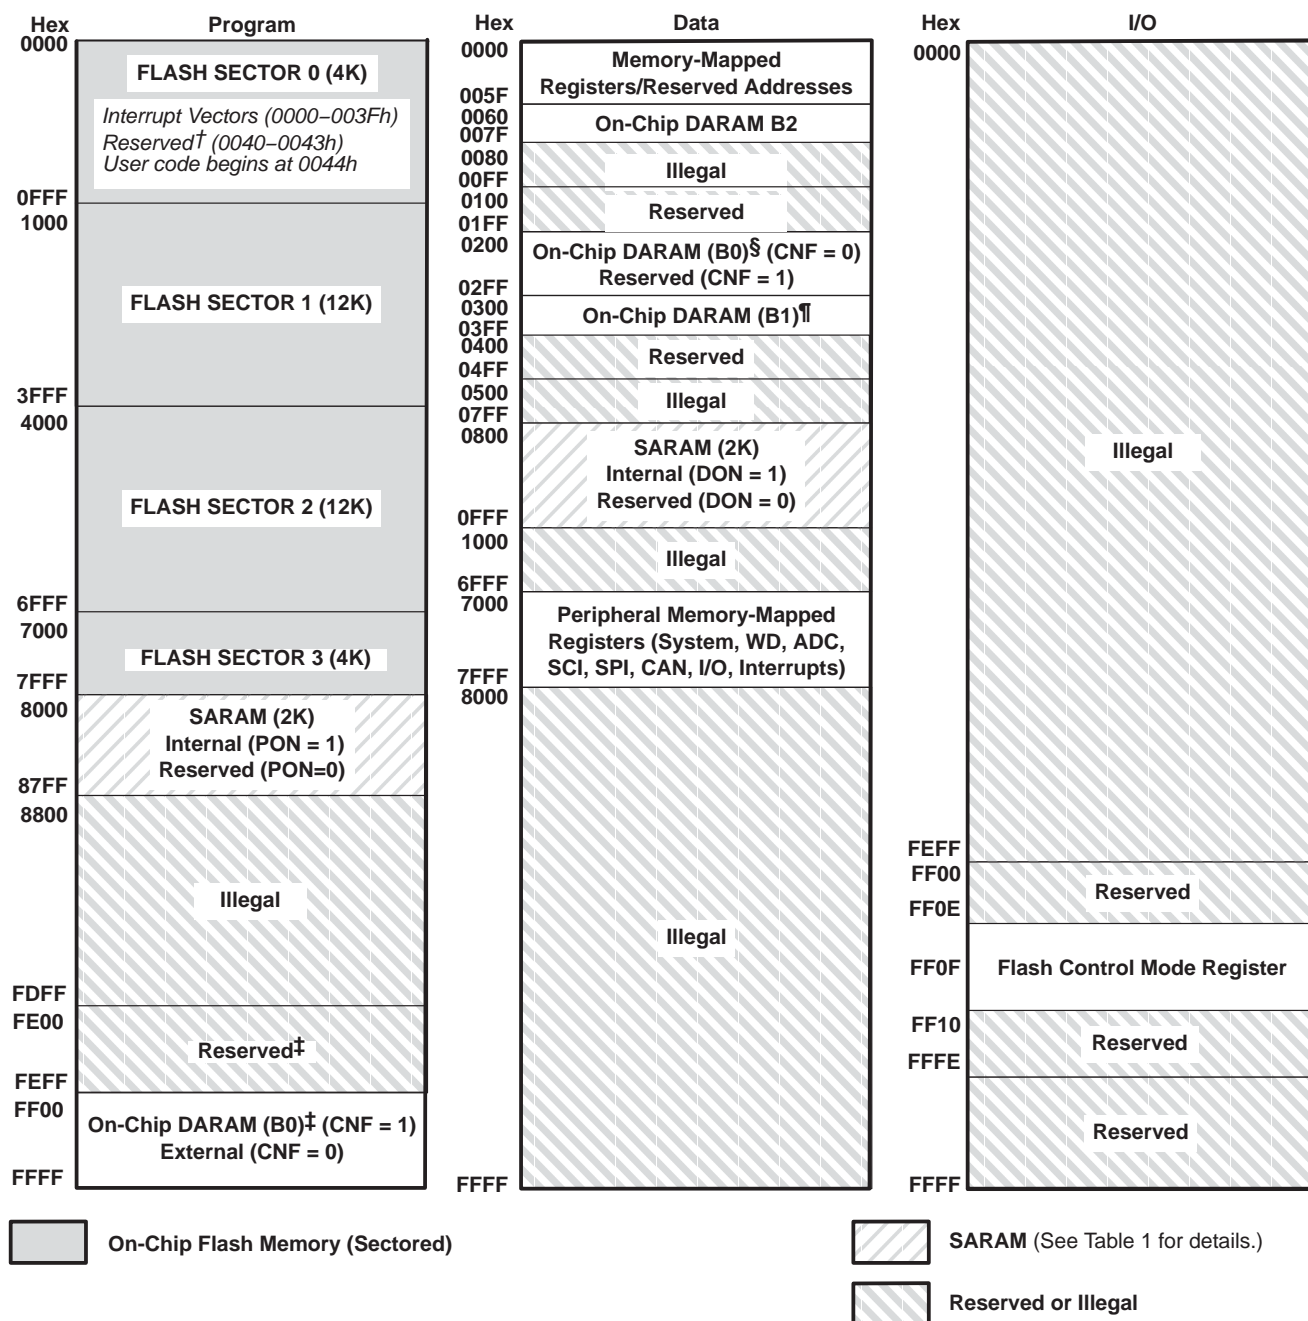 Hex Program
0000
FLASH SECTOR 0 (4K)
Interrupt Vectors (0000–003Fh)
Reserved† (0040–0043h)
User code begins at 0044h
0FFF
1000
FLASH SECTOR 1 (12K)
3FFF
4000
FLASH SECTOR 2 (12K)
6FFF
7000
FLASH SECTOR 3 (4K)
7FFF
8000
SARAM (2K)
Internal (PON = 1)
Reserved (PON=0)
87FF
8800
Illegal
FDFF
FE00
Reserved‡
FEFF
FF00
On-Chip DARAM (B0)‡ (CNF = 1)
External (CNF = 0)
FFFF
Hex Data
0000
Memory-Mapped
Registers/Reserved Addresses
005F
0060
On-Chip DARAM B2
007F
0080
Illegal
00FF
0100
Reserved
01FF
0200
On-Chip DARAM (B0)§ (CNF = 0)
Reserved (CNF = 1)
02FF
0300
On-Chip DARAM (B1)¶
03FF
0400
Reserved
04FF
0500
Illegal
07FF
0800
SARAM (2K)
Internal (DON = 1)
Reserved (DON = 0)
0FFF
1000
Illegal
6FFF
7000
Peripheral Memory-Mapped
Registers (System, WD, ADC,
SCI, SPI, CAN, I/O, Interrupts)
7FFF
8000
Illegal
FFFF
Hex I/O
0000
Illegal
FEFF
FF00
Reserved
FF0E
FF0F Flash Control Mode Register
FF10
Reserved
FFFE
Reserved
FFFF
On-Chip Flash Memory (Sectored)
SARAM (See Table 1 for details.)
Reserved or Illegal